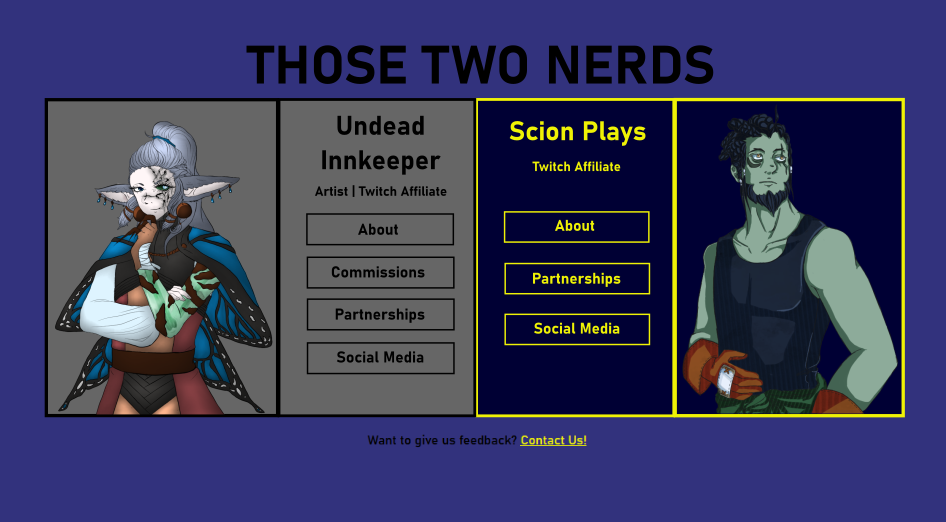 THOSE TWO NERDS
Undead
Innkeeper
Artist | Twitch Affiliate
About
Commissions
Partnerships
Social Media
Scion Plays
Twitch Affiliate
About
Partnerships
Social Media
Want to give us feedback? Contact Us!